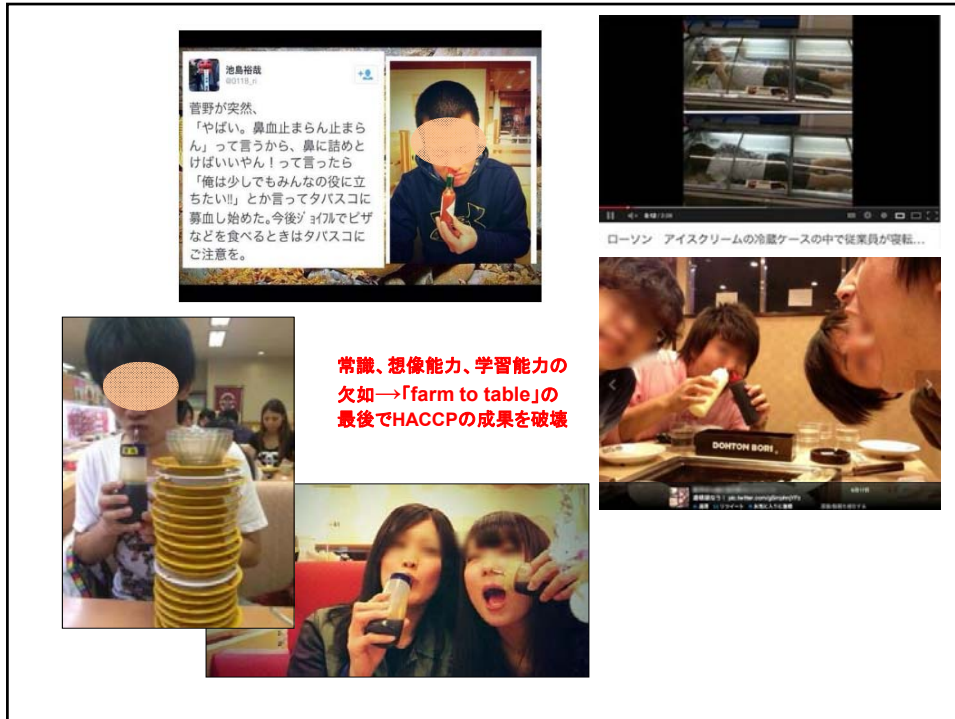 池島裕哉
@0118_ri
菅野が突然、
「やばい。鼻血止まらん止まら
ん」って言うから、鼻に詰めと
けばいいやん！って言ったら
「俺は少しでもみんなの役に立
ちたい!!」とか言ってタバスコに
募血し始めた。今後ジョイフルでピザ
などを食べるときはタバスコに
ご注意を。
ローソン　アイスクリームの冷蔵ケースの中で従業員が寝転...
常識、想像能力、学習能力の
欠如→「farm to table」の
最後でHACCPの成果を破壊
DOHTON BORI